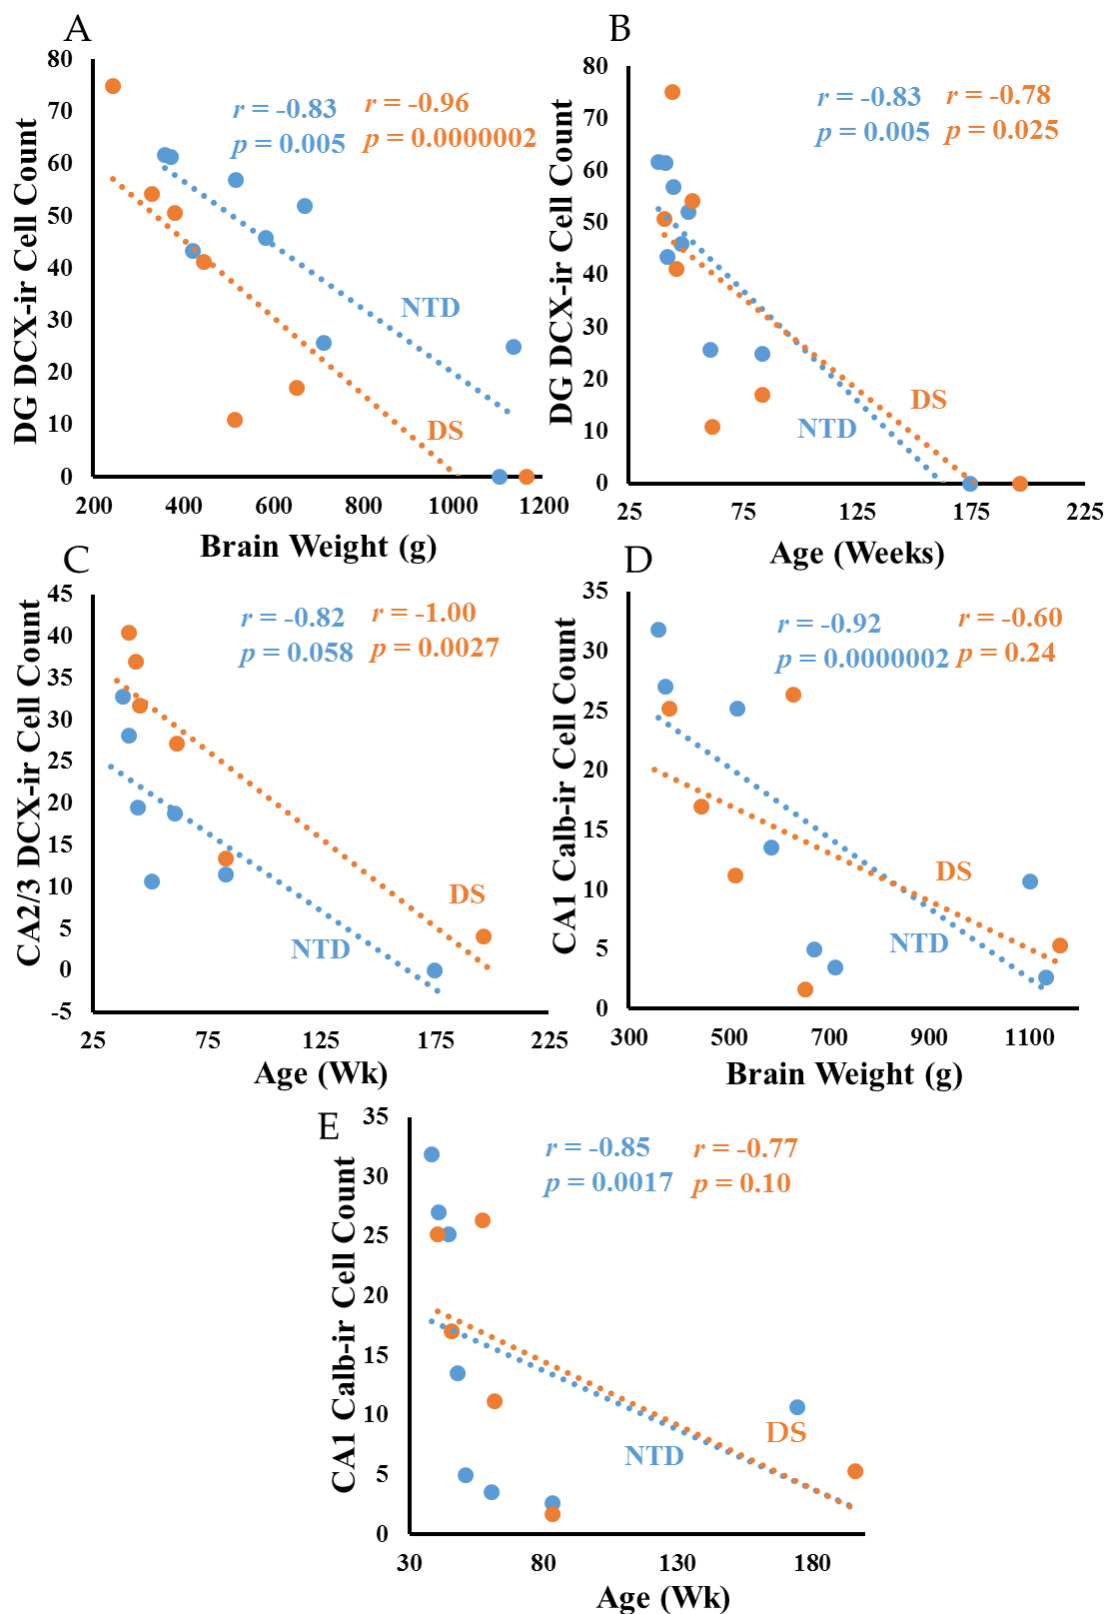 A
B
80
70
60
50
40
30
20
10
0
DG DCX-ir Cell Count
r = -0.83 r = -0.96
p = 0.005 p = 0.0000002
NTD
DS
200 400 600 800 1000 1200
Brain Weight (g)
80
70
60
50
40
30
20
10
0
DG DCX-ir Cell Count
r = -0.83 r = -0.78
p = 0.005 p = 0.025
DS
NTD
25 75 125 175 225
Age (Weeks)
C
D
45
40
35
30
25
20
15
10
5
0
-5
CA2/3 DCX-ir Cell Count
r = -0.82 r = -1.00
p = 0.058 p = 0.0027
DS
NTD
25 75 125 175 225
Age (Wk)
35
30
25
20
15
10
5
0
CA1 Calb-ir Cell Count
r = -0.92 r = -0.60
p = 0.0000002 p = 0.24
DS
NTD
300 500 700 900 1100
Brain Weight (g)
E
35
30
25
20
15
10
5
0
CA1 Calb-ir Cell Count
r = -0.85 r = -0.77
p = 0.0017 p = 0.10
DS
NTD
30 80 130 180
Age (Wk)